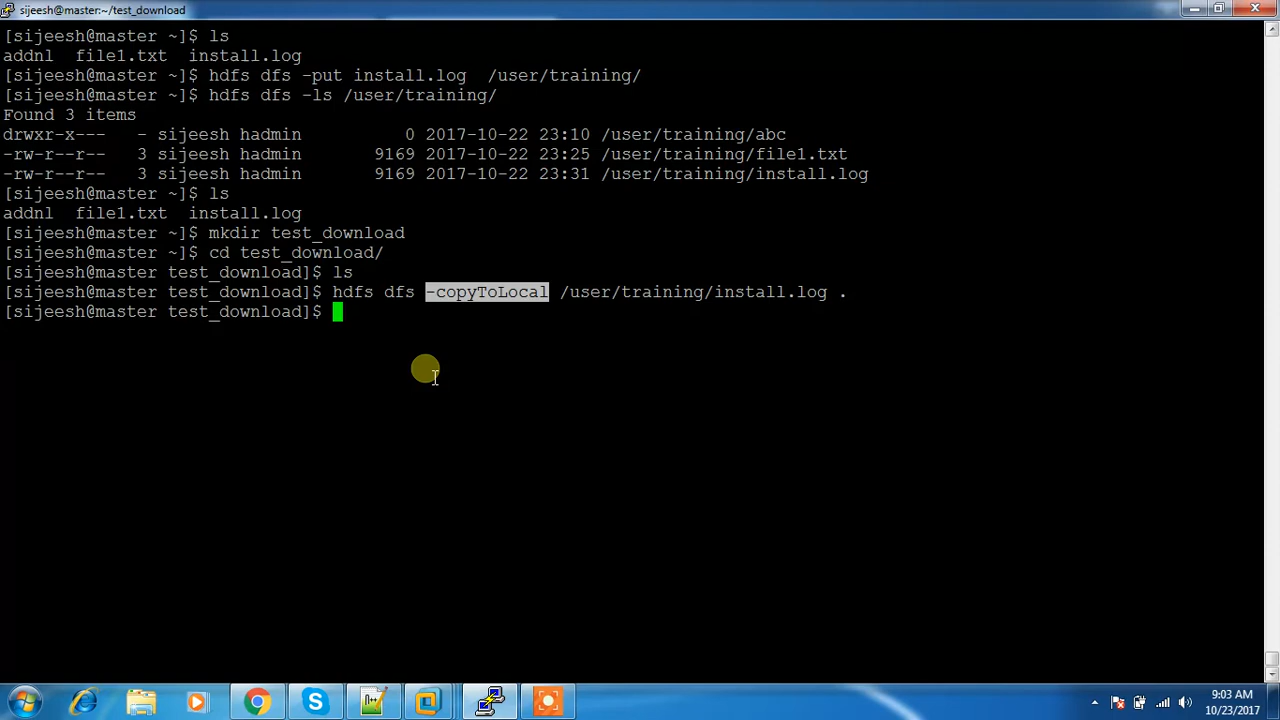 sijeesh@master:~/test_download
[sijeesh@master ~]$ ls
addnl  file1.txt  install.log
[sijeesh@master ~]$ hdfs dfs -put install.log  /user/training/
[sijeesh@master ~]$ hdfs dfs -ls /user/training/
Found 3 items
drwxr-x---   - sijeesh hadmin          0 2017-10-22 23:10 /user/training/abc
-rw-r--r--   3 sijeesh hadmin       9169 2017-10-22 23:25 /user/training/file1.txt
-rw-r--r--   3 sijeesh hadmin       9169 2017-10-22 23:31 /user/training/install.log
[sijeesh@master ~]$ ls
addnl  file1.txt  install.log
[sijeesh@master ~]$ mkdir test_download
[sijeesh@master ~]$ cd test_download/
[sijeesh@master test_download]$ ls
[sijeesh@master test_download]$ hdfs dfs -copyToLocal /user/training/install.log .
[sijeesh@master test_download]$
9:03 AM
10/23/2017